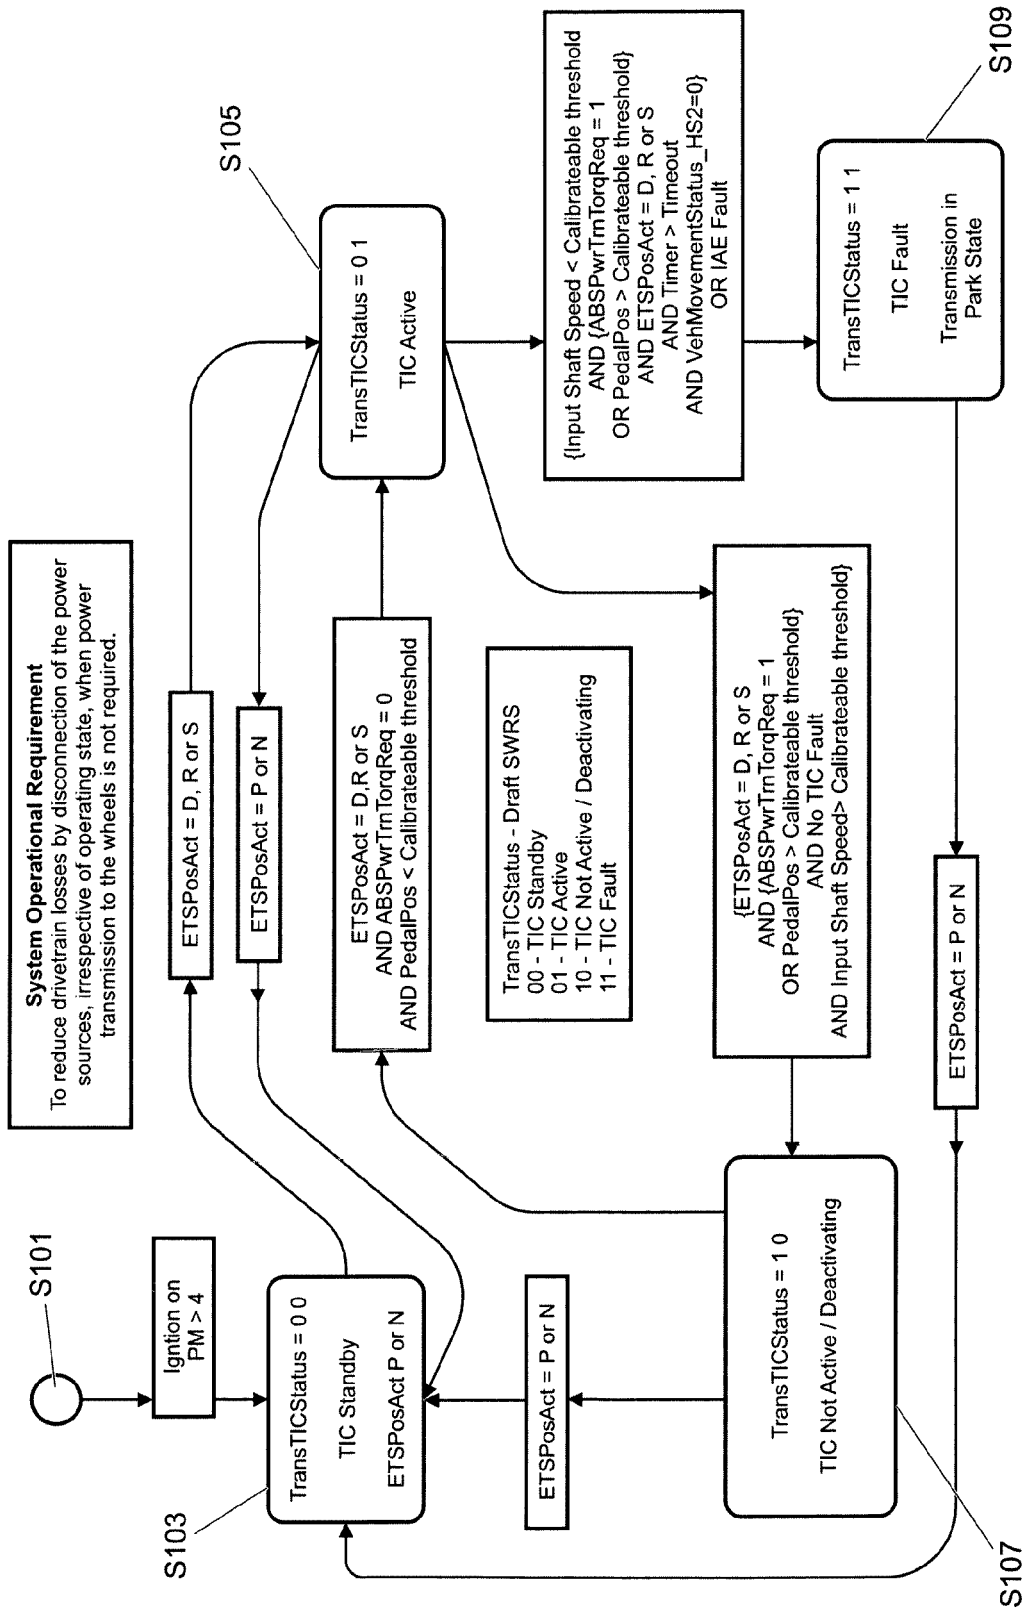 System Operational Requirement
To reduce drivetrain losses by disconnection of the power
sources, irrespective of operating state, when power
transmission to the wheels is not required.
S101
Igntion on
PM > 4
S103
TransTICStatus = 0 0
TIC Standby
ETSPosAct P or N
ETSPosAct = D, R or S
ETSPosAct = P or N
S105
TransTICStatus = 0 1
TIC Active
ETSPosAct = D,R or S
AND ABSPwrTrnTorqReq = 0
AND PedalPos < Calibrateable threshold
TransTICStatus - Draft SWRS
00 - TIC Standby
01 - TIC Active
10 - TIC Not Active / Deactivating
11 - TIC Fault
{Input Shaft Speed < Calibrateable threshold
AND {ABSPwrTrnTorqReq = 1
OR PedalPos > Calibrateable threshold}
AND ETSPosAct = D, R or S
AND Timer > Timeout
AND VehMovementStatus_HS2=0}
OR IAE Fault
ETSPosAct = P or N
{ETSPosAct = D, R or S
AND {ABSPwrTrnTorqReq = 1
OR PedalPos > Calibrateable threshold}
AND No TIC Fault
AND Input Shaft Speed> Calibrateable threshold}
TransTICStatus = 1 0
TIC Not Active / Deactivating
S107
TransTICStatus = 1 1
TIC Fault
Transmission in
Park State
S109
ETSPosAct = P or N